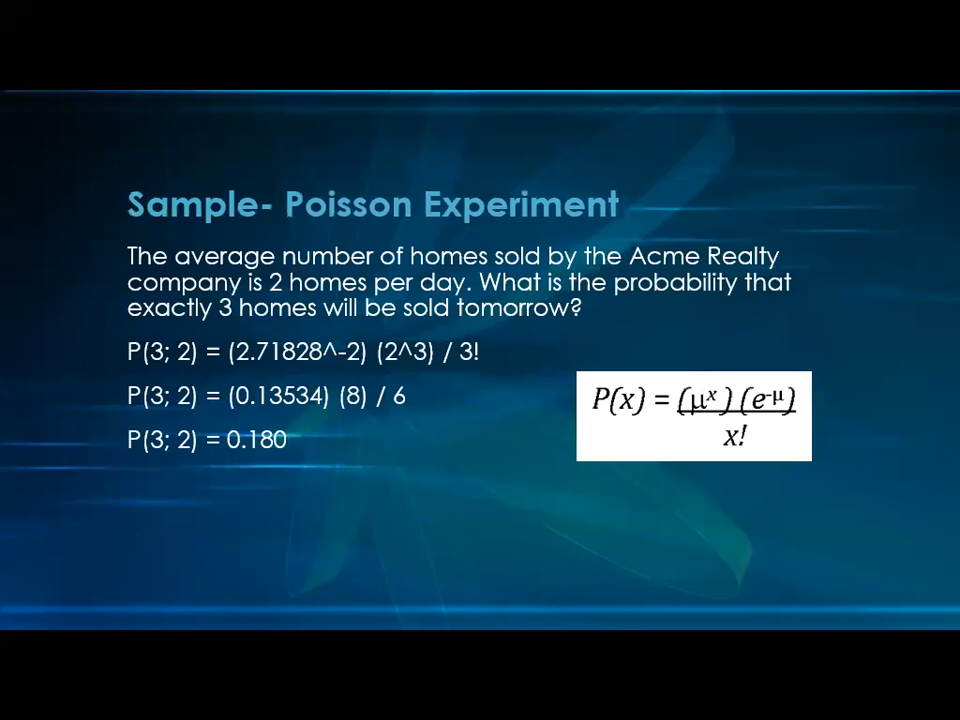 Sample- Poisson Experiment
The average number of homes sold by the Acme Realty
company is 2 homes per day. What is the probability that
exactly 3 homes will be sold tomorrow?
P(3; 2) = (2.71828^-2) (2^3) / 3!
P(3; 2) = (0.13534) (8) / 6
P(3; 2) = 0.180
P(x) = (μˣ ) (e⁻μ)
x!